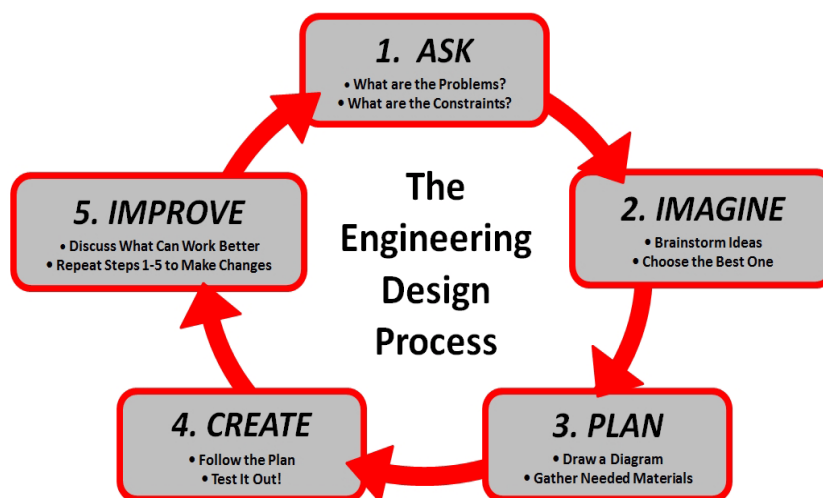 1. ASK
• What are the Problems?
• What are the Constraints?
2. IMAGINE
• Brainstorm Ideas
• Choose the Best One
3. PLAN
• Draw a Diagram
• Gather Needed Materials
4. CREATE
• Follow the Plan
• Test It Out!
5. IMPROVE
• Discuss What Can Work Better
• Repeat Steps 1-5 to Make Changes
The
Engineering
Design
Process